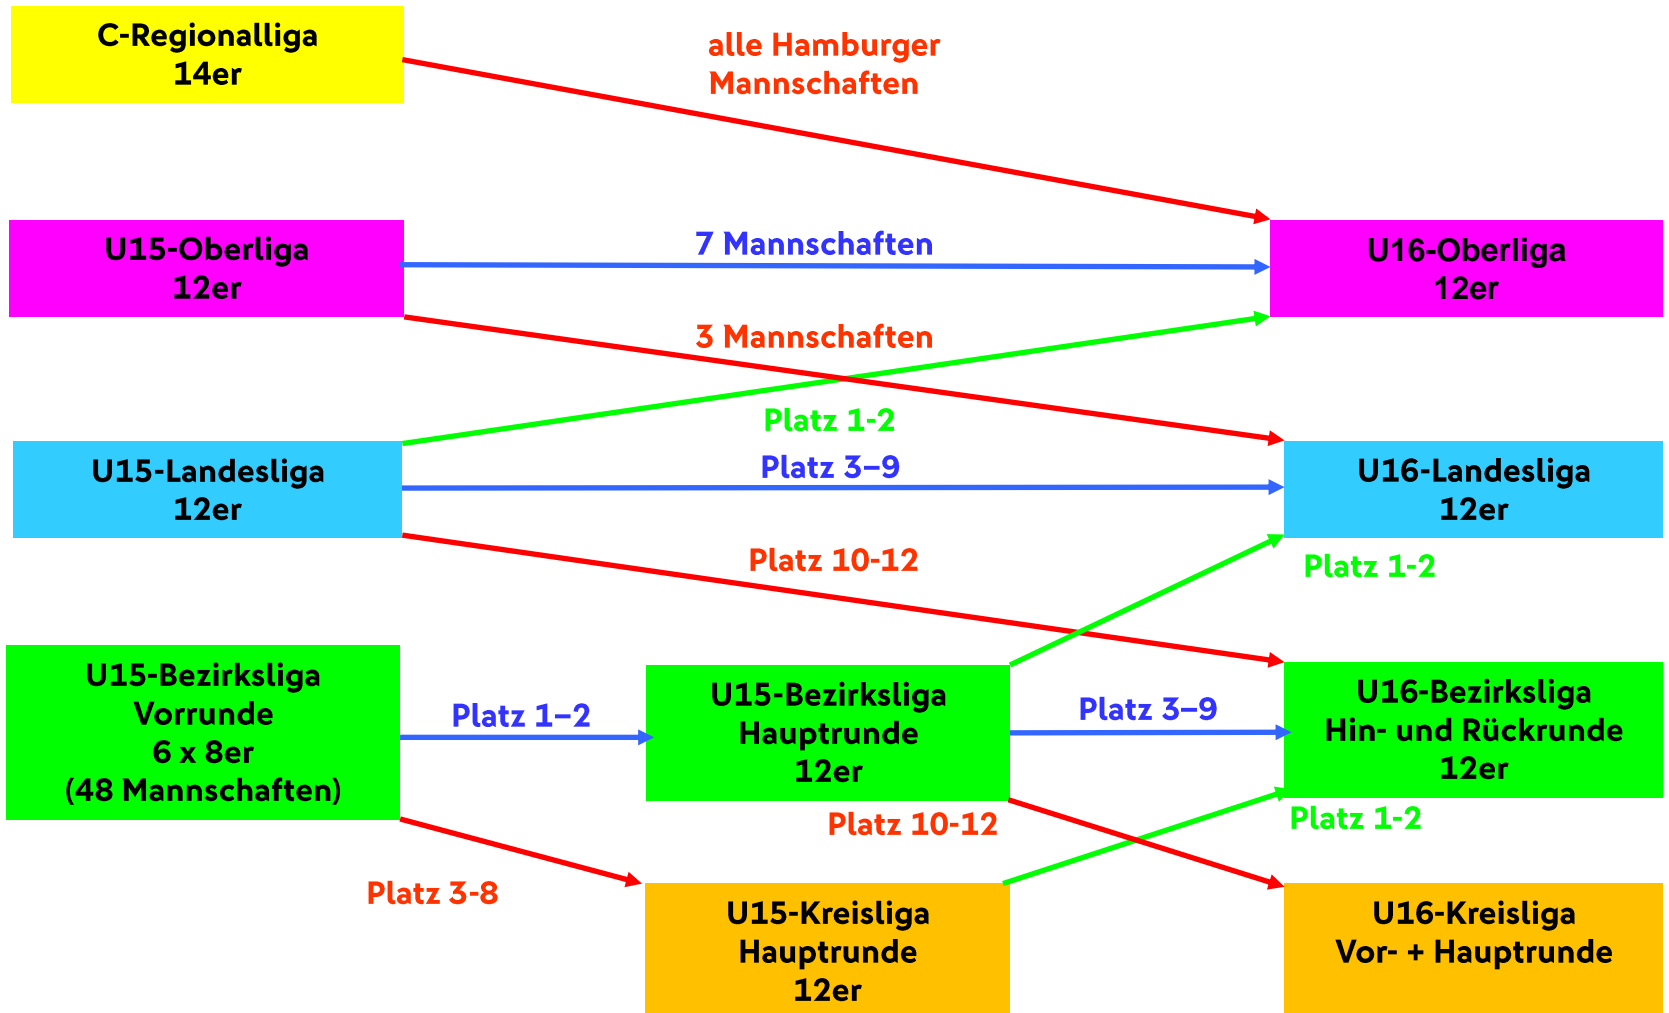 C-Regionalliga
14er
alle Hamburger
Mannschaften
U15-Oberliga
12er
7 Mannschaften
U16-Oberliga
12er
3 Mannschaften
Platz 1-2
U15-Landesliga
12er
Platz 3–9
U16-Landesliga
12er
Platz 10-12
Platz 1-2
U15-Bezirksliga
Vorrunde
6 x 8er
(48 Mannschaften)
Platz 1–2
U15-Bezirksliga
Hauptrunde
12er
Platz 3–9
U16-Bezirksliga
Hin- und Rückrunde
12er
Platz 10-12
Platz 1-2
Platz 3-8
U15-Kreisliga
Hauptrunde
12er
U16-Kreisliga
Vor- + Hauptrunde